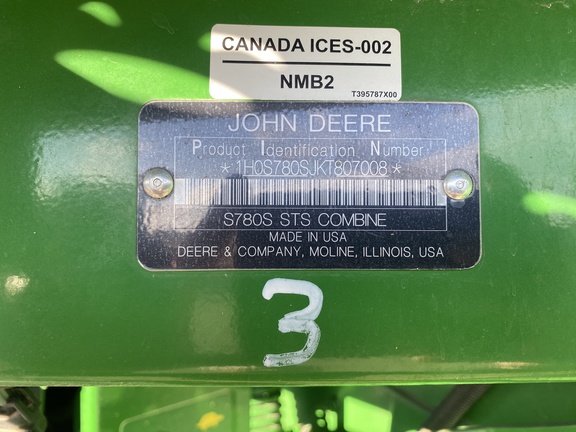 CANADA ICES-002
NMB2
T395787X00
JOHN DEERE
Product Identification Number
*1H0S780SJKT807008*
S780S STS COMBINE
MADE IN USA
DEERE & COMPANY, MOLINE, ILLINOIS, USA
3